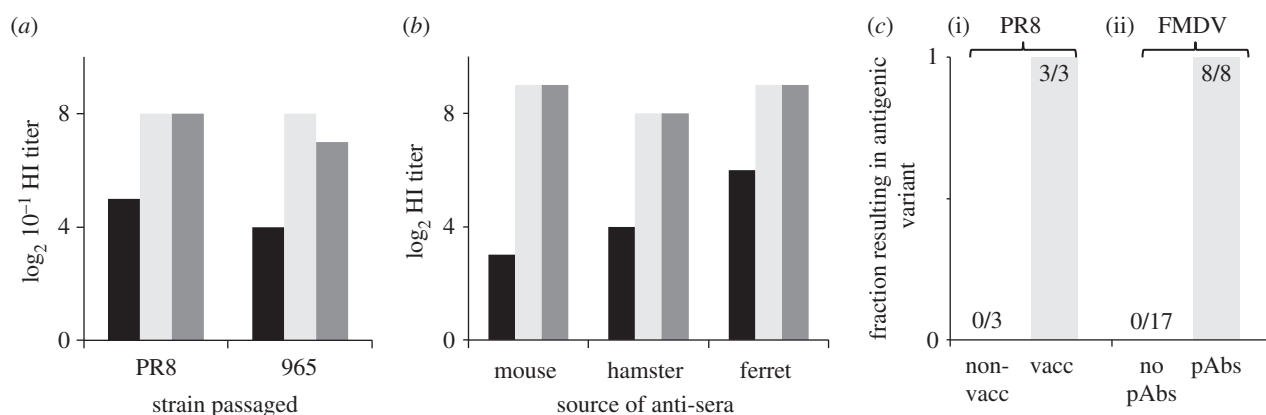 (a)
log2 10–1 HI titer
8
4
0
PR8 965
strain passaged
(b)
log2 HI titer
8
4
0
mouse hamster ferret
source of anti-sera
(c) (i) PR8 (ii) FMDV
fraction resulting in antigenic
variant
1
0
3/3 8/8
0/3 0/17
non- vacc no pAbs
vacc pAbs